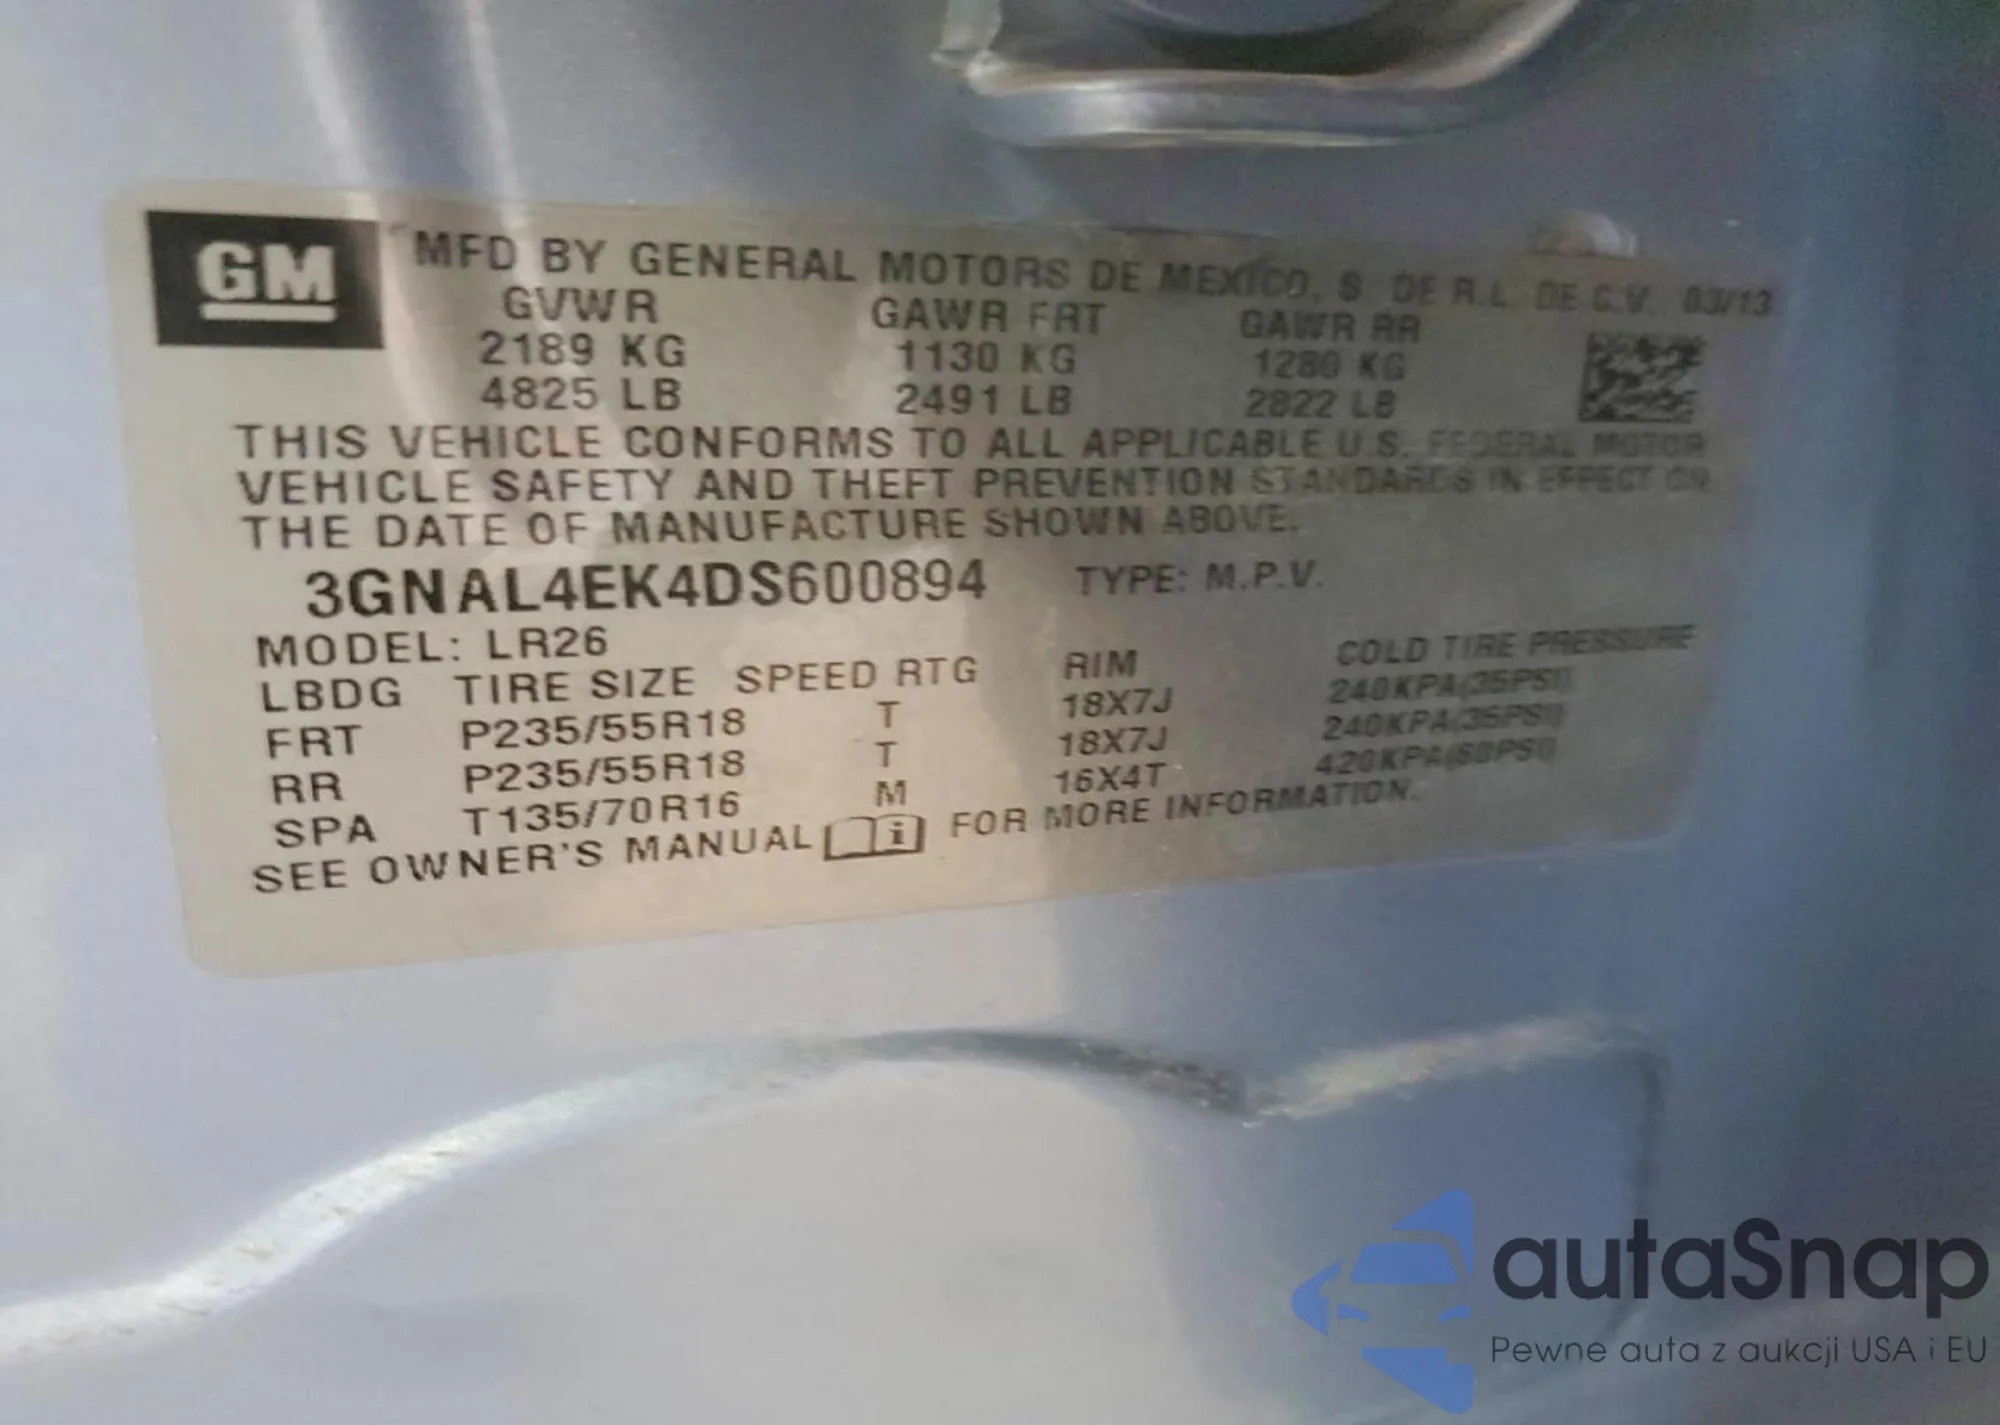 GM
MFD BY GENERAL MOTORS DE MEXICO, S. DE R.L. DE C.V. 03/13
GVWR GAWR FRT GAWR RR
2189 KG 1130 KG 1280 KG
4825 LB 2491 LB 2822 LB
THIS VEHICLE CONFORMS TO ALL APPLICABLE U.S. FEDERAL MOTOR
VEHICLE SAFETY AND THEFT PREVENTION STANDARDS IN EFFECT ON
THE DATE OF MANUFACTURE SHOWN ABOVE.
3GNAL4EK4DS600894 TYPE: M.P.V.
MODEL: LR26
LBDG TIRE SIZE SPEED RTG RIM COLD TIRE PRESSURE
FRT P235/55R18 T 18X7J 240KPA(35PSI)
RR P235/55R18 T 18X7J 240KPA(35PSI)
SPA T135/70R16 M 16X4T 420KPA(60PSI)
SEE OWNER'S MANUAL i FOR MORE INFORMATION.
autaSnap
Pewne auta z aukcji USA i EU